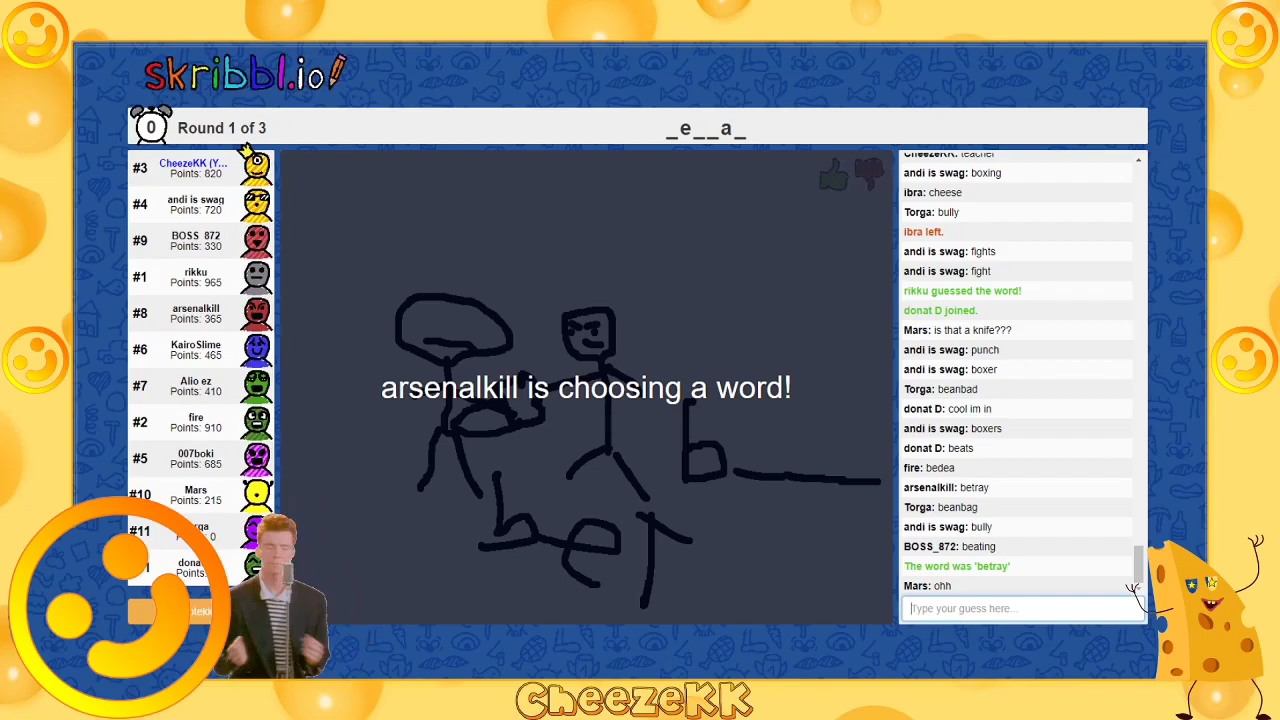 skribbl.io
0
Round 1 of 3
_e__a_
#3
CheezeKK (Y...
Points: 820
#4
andi is swag
Points: 720
#9
BOSS_872
Points: 330
#1
rikku
Points: 965
#8
arsenalkill
Points: 365
#6
KairoSlime
Points: 465
#7
Alio ez
Points: 410
#2
fire
Points: 910
#5
007boki
Points: 685
#10
Mars
Points: 215
#11
arsenalkill is choosing a word!
b
bet
CheezeKK: teacher
andi is swag: boxing
ibra: cheese
Torga: bully
ibra left.
andi is swag: fights
andi is swag: fight
rikku guessed the word!
donat D joined.
Mars: is that a knife???
andi is swag: punch
andi is swag: boxer
Torga: beanbad
donat D: cool im in
andi is swag: boxers
donat D: beats
fire: bedea
arsenalkill: betray
Torga: beanbag
andi is swag: bully
BOSS_872: beating
The word was 'betray'
Mars: ohh
Type your guess here...
CheezeKK